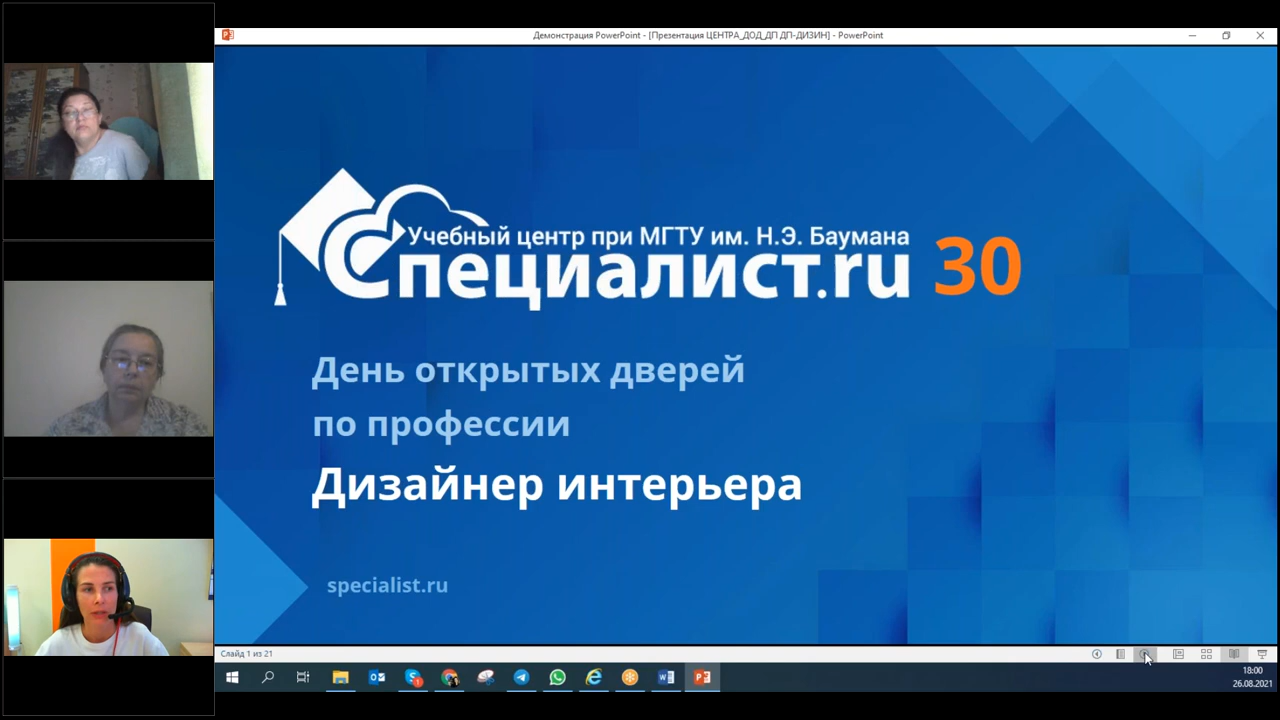 Демонстрация PowerPoint - [Презентация ЦЕНТРА_ДОД_ДП ДП-ДИЗИН] - PowerPoint
Учебный центр при МГТУ им. Н.Э. Баумана
Специалист.ru 30
День открытых дверей
по профессии
Дизайнер интерьера
specialist.ru
Слайд 1 из 21
18:00
26.08.2021